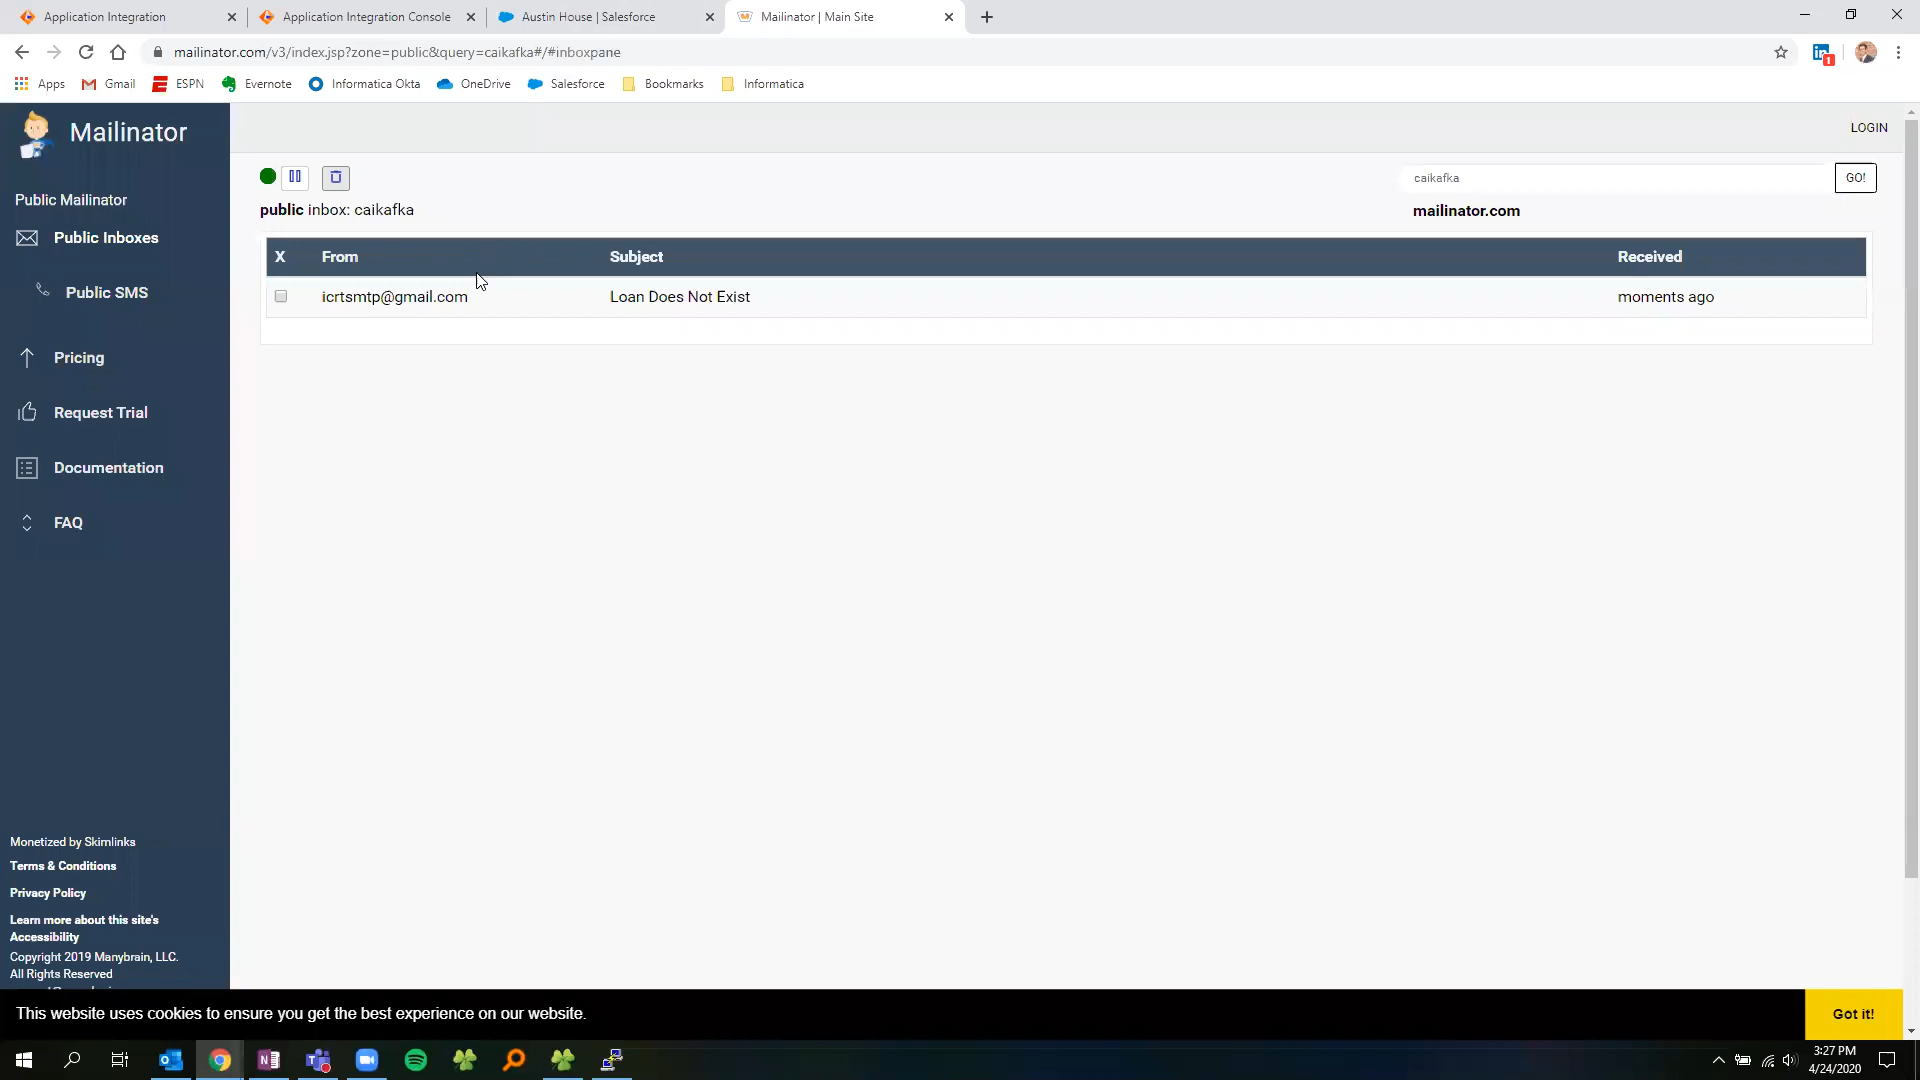 Application Integration
Application Integration Console
Austin House | Salesforce
Mailinator | Main Site
mailinator.com/v3/index.jsp?zone=public&query=caikafka#/#inboxpane
1
Apps
Gmail
ESPN
Evernote
Informatica Okta
OneDrive
Salesforce
Bookmarks
Informatica
Mailinator
LOGIN
Public Mailinator
Public Inboxes
Public SMS
Pricing
Request Trial
Documentation
FAQ
caikafka
GO!
public inbox: caikafka
mailinator.com
X From Subject Received
icrtsmtp@gmail.com Loan Does Not Exist moments ago
Monetized by Skimlinks
Terms & Conditions
Privacy Policy
Learn more about this site's
Accessibility
Copyright 2019 Manybrain, LLC.
All Rights Reserved
This website uses cookies to ensure you get the best experience on our website.
Got it!
3:27 PM
4/24/2020